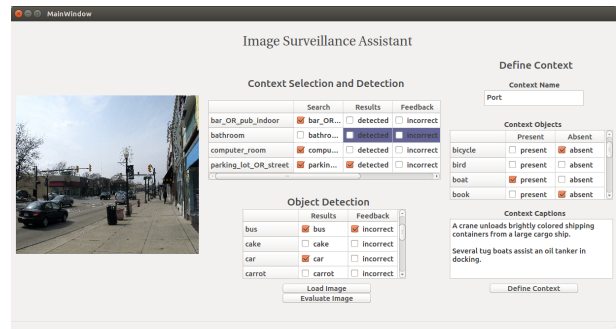 MainWindow
Image Surveillance Assistant
Context Selection and Detection
Search Results Feedback
bar_OR_pub_indoor bar_OR... detected incorrect
bathroom bathro... detected incorrect
computer_room compu... detected incorrect
parking_lot_OR_street parkin... detected incorrect
Object Detection
Results Feedback
bus bus incorrect
cake cake incorrect
car car incorrect
carrot carrot incorrect
Load Image
Evaluate Image
Define Context
Context Name
Port
Context Objects
Present Absent
bicycle present absent
bird present absent
boat present absent
book present absent
Context Captions
A crane unloads brightly colored shipping
containers from a large cargo ship.
Several tug boats assist an oil tanker in
docking.
Define Context